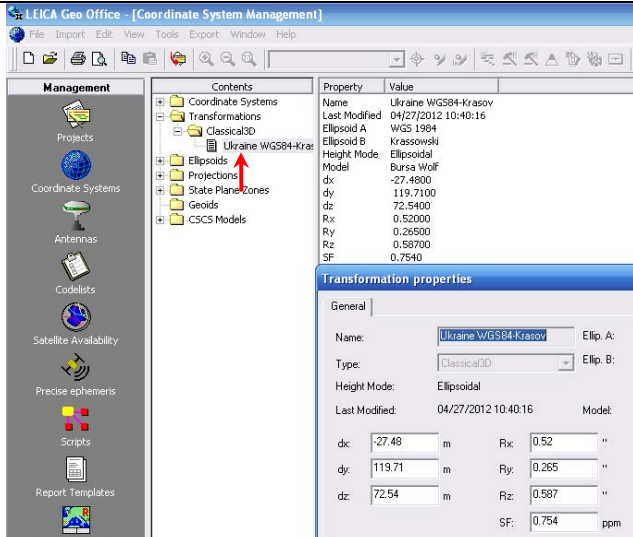 LEICA Geo Office - [Coordinate System Management]
File Import Edit View Tools Export Window Help
Management
Projects
Coordinate Systems
Antennas
Codelists
Satellite Availability
Precise ephemeris
Scripts
Report Templates
Contents
Coordinate Systems
Transformations
Classical3D
Ukraine WGS84-Kras
Ellipsoids
Projections
State Plane Zones
Geoids
CSCS Models
Property Value
Name Ukraine WGS84-Krasov
Last Modified 04/27/2012 10:40:16
Ellipsoid A WGS 1984
Ellipsoid B Krassowski
Height Mode Ellipsoidal
Model Bursa Wolf
dx -27.4800
dy 119.7100
dz 72.5400
Rx 0.52000
Ry 0.26500
Rz 0.58700
SF 0.7540
Transformation properties
General
Name: Ukraine WGS84-Krasov Ellip. A:
Type: Classical3D Ellip. B:
Height Mode: Ellipsoidal
Last Modified: 04/27/2012 10:40:16 Model:
dx: -27.48 m Rx: 0.52 "
dy: 119.71 m Ry: 0.265 "
dz: 72.54 m Rz: 0.587 "
SF: 0.754 ppm